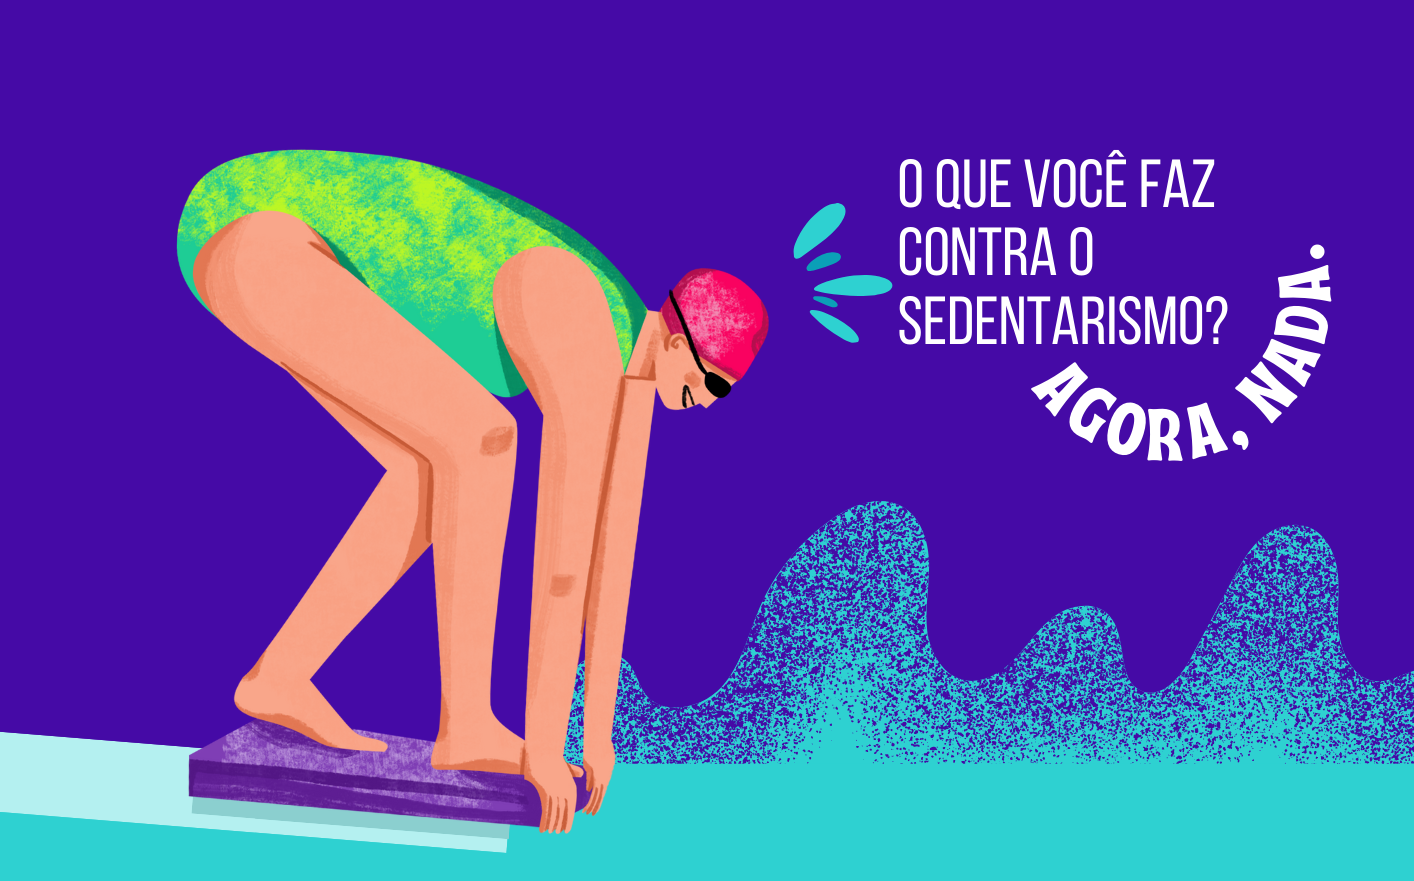 O QUE VOCÊ FAZ
CONTRA O
SEDENTARISMO?
AGORA, NADA.